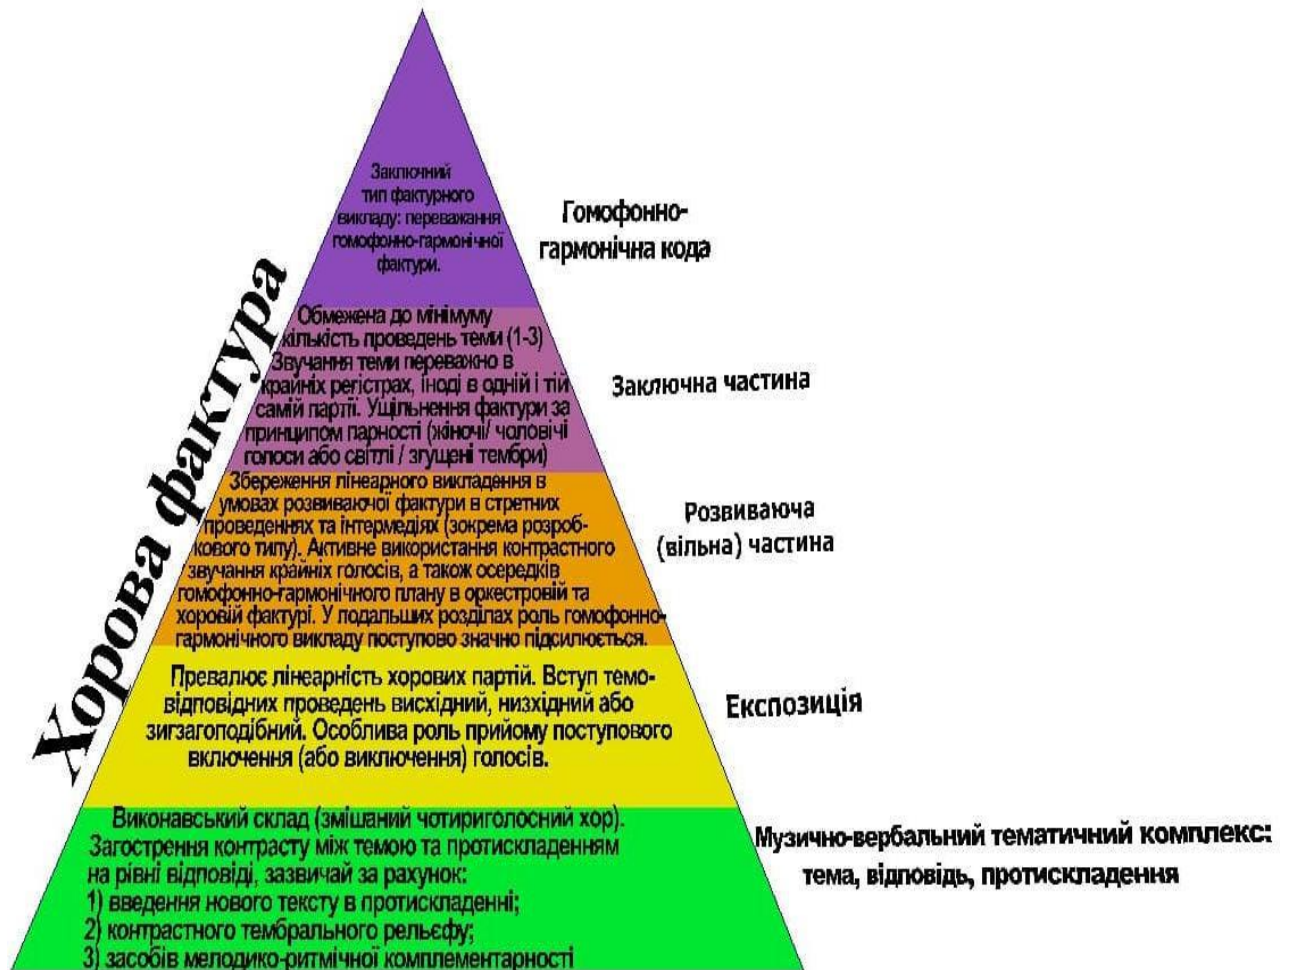 Хорова фактура
Заключний
тип фактурного
викладу: переважання
гомофонно-гармонічної
фактури.
Гомофонно-
гармонічна кода
Обмежена до мінімуму
кількість проведень теми (1-3)
Звучання теми переважно в
крайніх регістрах, іноді в одній і тій
самій партії. Ущільнення фактури за
принципом парності (жіночі/ чоловічі
голоси або світлі / згущені тембри)
Заключна частина
Збереження лінеарного викладення в
умовах розвиваючої фактури в стретних
проведеннях та інтермедіях (зокрема розроб-
кового типу). Активне використання контрастного
звучання крайніх голосів, а також осередків
гомофонно-гармонічного плану в оркестровій та
хоровій фактурі. У подальших розділах роль гомофонно-
гармонічного викладу поступово значно підсилюється.
Розвиваюча
(вільна) частина
Превалює лінеарність хорових партій. Вступ темо-
відповідних проведень висхідний, низхідний або
зигзагоподібний. Особлива роль прийому поступового
включення (або виключення) голосів.
Експозиція
Виконавський склад (змішаний чотириголосний хор).
Загострення контрасту між темою та протискладенням
на рівні відповіді, зазвичай за рахунок:
1) введення нового тексту в протискладенні;
2) контрастного тембрального рельєфу;
3) засобів мелодико-ритмічної комплементарності
Музично-вербальний тематичний комплекс:
тема, відповідь, протискладення